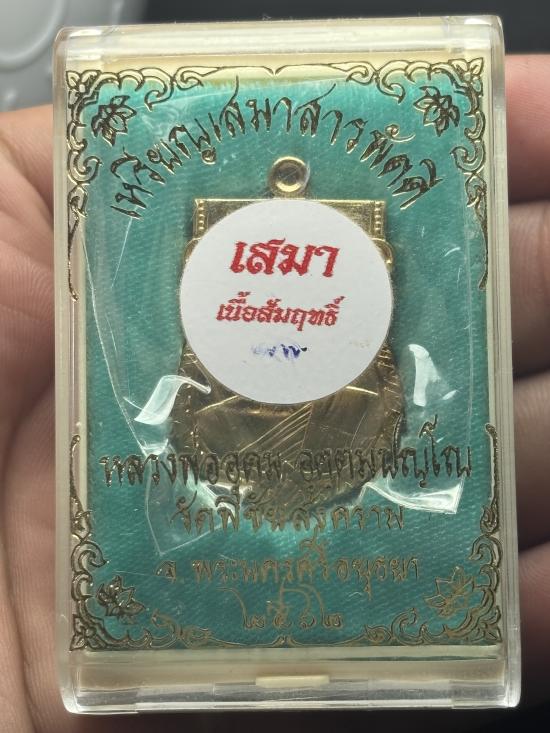 เหรียญเสมาสารพัดดี
เสมา
เนื้อสัมฤทธิ์
หลวงพ่ออุดม อุตฺตมปญฺโญ
วัดพิชัยสงคราม
จ. พระนครศรีอยุธยา
๒๕๖๒